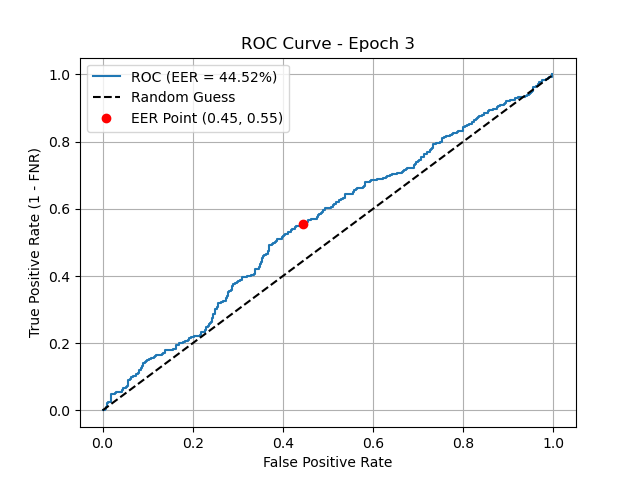 ROC Curve - Epoch 3
ROC (EER = 44.52%)
Random Guess
EER Point (0.45, 0.55)
True Positive Rate (1 - FNR)
1.0
0.8
0.6
0.4
0.2
0.0
0.0 0.2 0.4 0.6 0.8 1.0
False Positive Rate